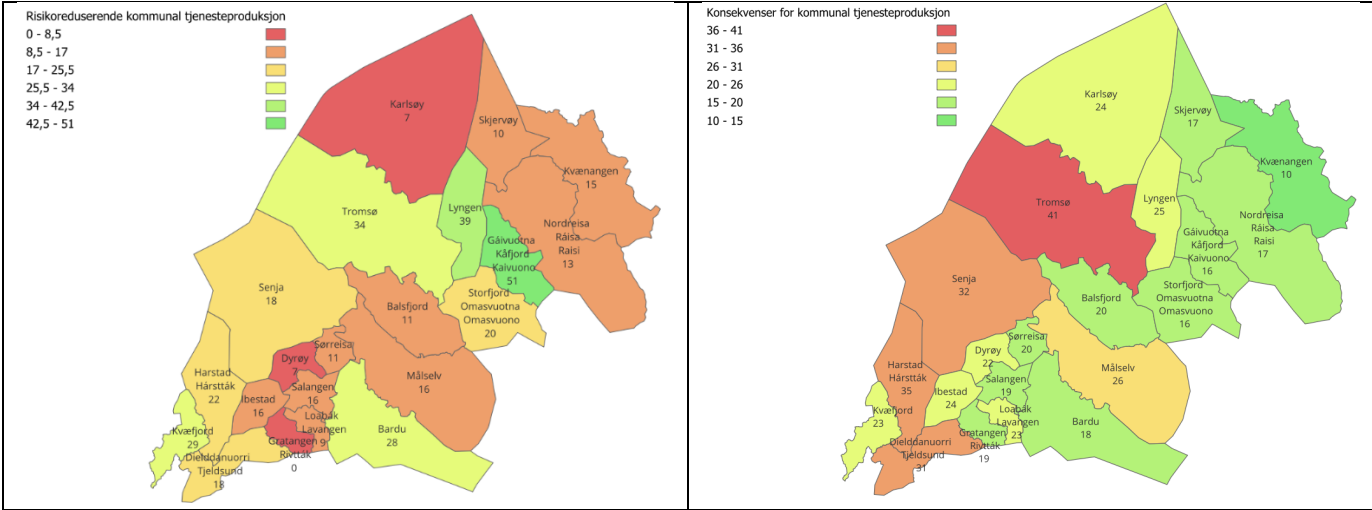 Risikoreduserende kommunal tjenesteproduksjon
0 - 8,5
8,5 - 17
17 - 25,5
25,5 - 34
34 - 42,5
42,5 - 51
Karlsøy
7
Skjervøy
10
Kvænangen
15
Tromsø
34
Lyngen
39
Nordreisa
Ráisa
Raisi
13
Gáivuotna
Kåfjord
Kaivuono
51
Senja
18
Balsfjord
11
Storfjord
Omasvuotna
Omasvuono
20
Sørreisa
11
Dyrøy
7
Målselv
16
Harstad
Hárstták
22
Salangen
16
Ibestad
16
Loabák
Lavangen
9
Bardu
28
Kvæfjord
29
Gratangen
Rivtták
0
Dielddanuorri
Tjeldsund
18
Konsekvenser for kommunal tjenesteproduksjon
36 - 41
31 - 36
26 - 31
20 - 26
15 - 20
10 - 15
Karlsøy
24
Skjervøy
17
Kvænangen
10
Tromsø
41
Lyngen
25
Nordreisa
Ráisa
Raisi
17
Gáivuotna
Kåfjord
Kaivuono
16
Senja
32
Balsfjord
20
Storfjord
Omasvuotna
Omasvuono
16
Sørreisa
20
Dyrøy
22
Målselv
26
Harstad
Hárstták
35
Salangen
19
Ibestad
24
Loabák
Lavangen
23
Bardu
18
Kvæfjord
23
Gratangen
Rivtták
19
Dielddanuorri
Tjeldsund
31